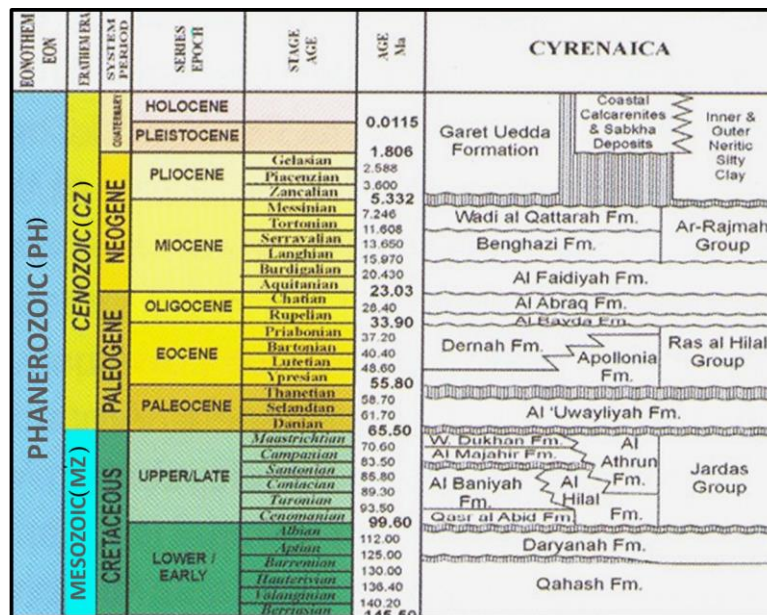 EONOTHEM
EON
ERATHEM ERA
SYSTEM
PERIOD
SERIES
EPOCH
STAGE
AGE
AGE
Ma
CYRENAICA
PHANEROZOIC (PH)
CENOZOIC (CZ)
MESOZOIC (MZ)
QUATERNARY
NEOGENE
PALEOGENE
CRETACEOUS
HOLOCENE
PLEISTOCENE
PLIOCENE
MIOCENE
OLIGOCENE
EOCENE
PALEOCENE
UPPER/LATE
LOWER /
EARLY
Gelasian
Piacenzian
Zancalian
Messinian
Tortonian
Serravalian
Langhian
Burdigalian
Aquitanian
Chatian
Rupelian
Priabonian
Bartonian
Lutetian
Ypresian
Thanetian
Selandian
Danian
Maastrichtian
Campanian
Santonian
Coniacian
Turonian
Cenomanian
Albian
Aptian
Barremian
Hauterivian
Valanginian
Berriasian
0.0115
1.806
2.588
3.600
5.332
7.246
11.608
13.650
15.970
20.430
23.03
28.40
33.90
37.20
40.40
48.60
55.80
58.70
61.70
65.50
70.60
83.50
85.80
89.30
93.50
99.60
112.00
125.00
130.00
136.40
140.20
145.50
Garet Uedda
Formation
Coastal
Calcarenites
& Sabkha
Deposits
Inner &
Outer
Neritic
Silty
Clay
Wadi al Qattarah Fm.
Benghazi Fm.
Ar-Rajmah
Group
Al Faidiyah Fm.
Al Abraq Fm.
Al Bayda Fm.
Dernah Fm.
Apollonia
Fm.
Ras al Hilal
Group
Al 'Uwayliyah Fm.
W. Dukhan Fm.
Al Majahir Fm.
Al
Athrun
Fm.
Al Baniyah
Fm.
Al
Hilal
Fm.
Qasr al Abid Fm.
Jardas
Group
Daryanah Fm.
Qahash Fm.